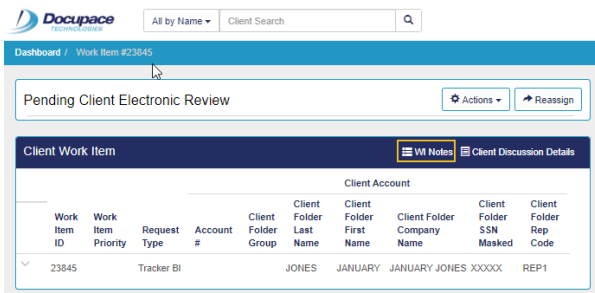 Docupace
TECHNOLOGIES
All by Name
Client Search
Dashboard / Work Item #23845
Pending Client Electronic Review
Actions
Reassign
Client Work Item
WI Notes
Client Discussion Details
Client Account
Work Item ID
Work Item Priority
Request Type
Account #
Client Folder Group
Client Folder Last Name
Client Folder First Name
Client Folder Company Name
Client Folder SSN Masked
Client Folder Rep Code
23845 Tracker BI JONES JANUARY JANUARY JONES XXXXX REP1